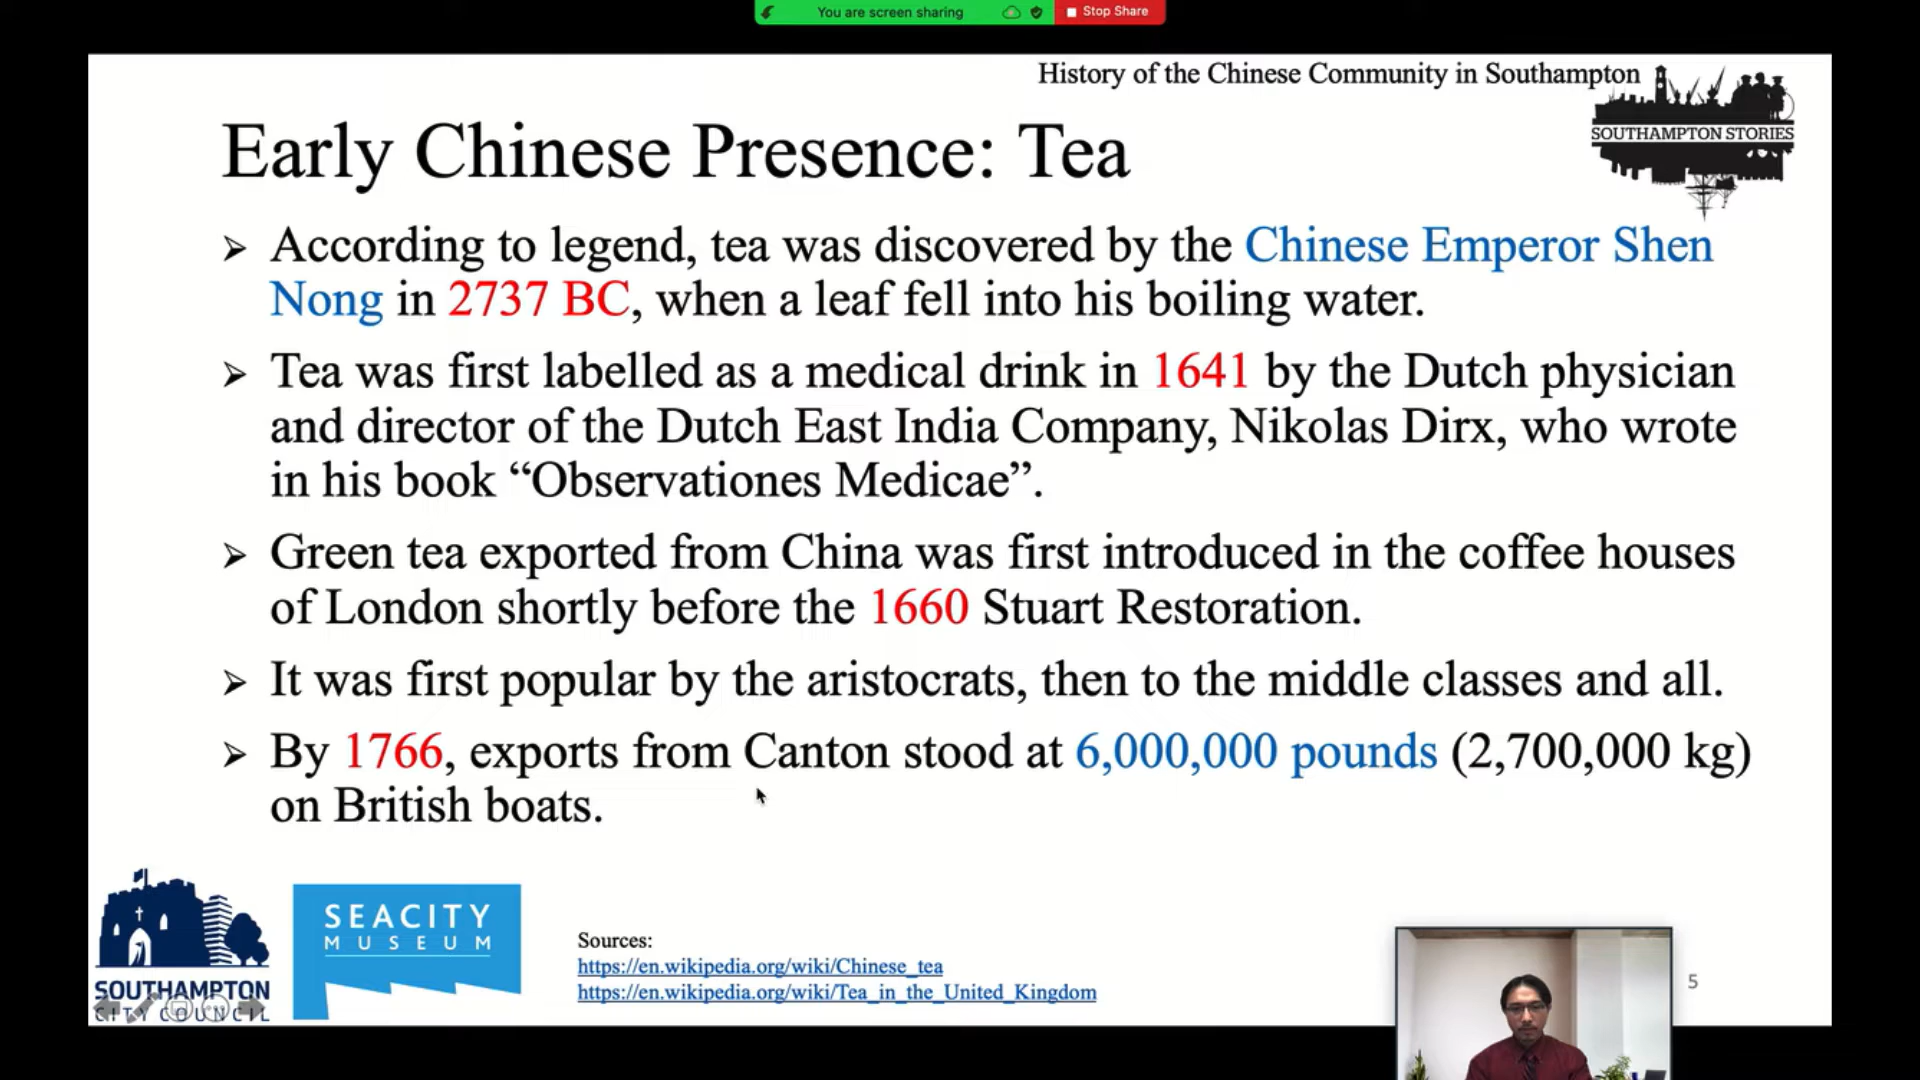 You are screen sharing
Stop Share
History of the Chinese Community in Southampton
SOUTHAMPTON STORIES
Early Chinese Presence: Tea
➢ According to legend, tea was discovered by the Chinese Emperor Shen
Nong in 2737 BC, when a leaf fell into his boiling water.
➢ Tea was first labelled as a medical drink in 1641 by the Dutch physician
and director of the Dutch East India Company, Nikolas Dirx, who wrote
in his book “Observationes Medicae”.
➢ Green tea exported from China was first introduced in the coffee houses
of London shortly before the 1660 Stuart Restoration.
➢ It was first popular by the aristocrats, then to the middle classes and all.
➢ By 1766, exports from Canton stood at 6,000,000 pounds (2,700,000 kg)
on British boats.
SOUTHAMPTON
CITY COUNCIL
SEACITY
MUSEUM
Sources:
https://en.wikipedia.org/wiki/Chinese_tea
https://en.wikipedia.org/wiki/Tea_in_the_United_Kingdom
5